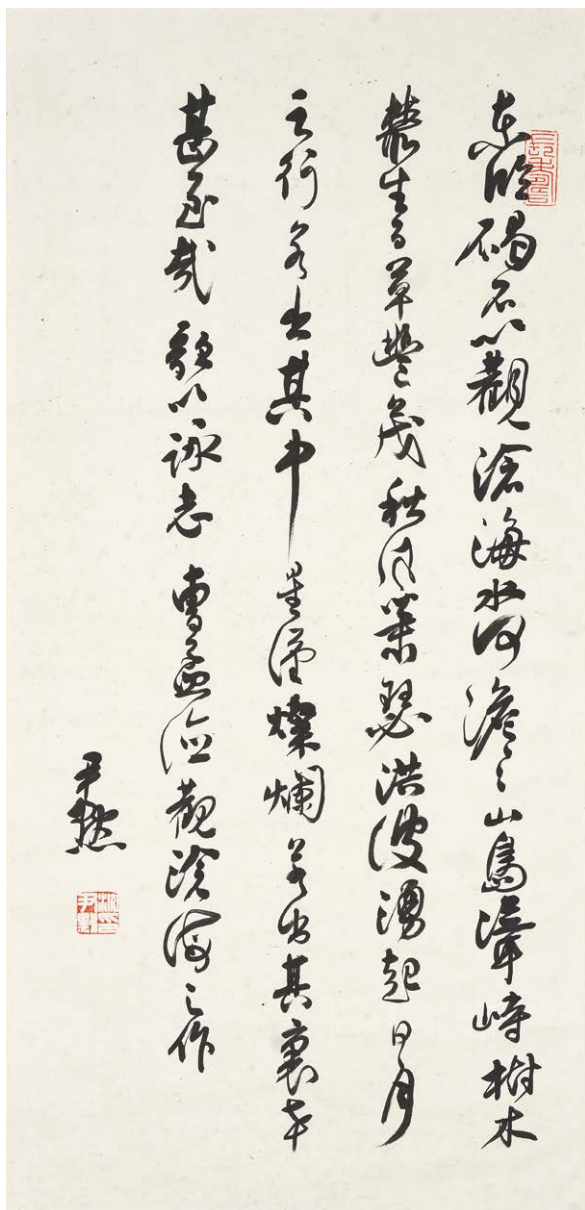 東臨碣石以觀滄海水何澹々山島竦峙樹木
叢生百草豐茂秋風蕭瑟洪波湧起日月
之行若出其中星漢燦爛若出其裏幸
甚至哉歌以詠志曹孟德觀滄海之作
尹默